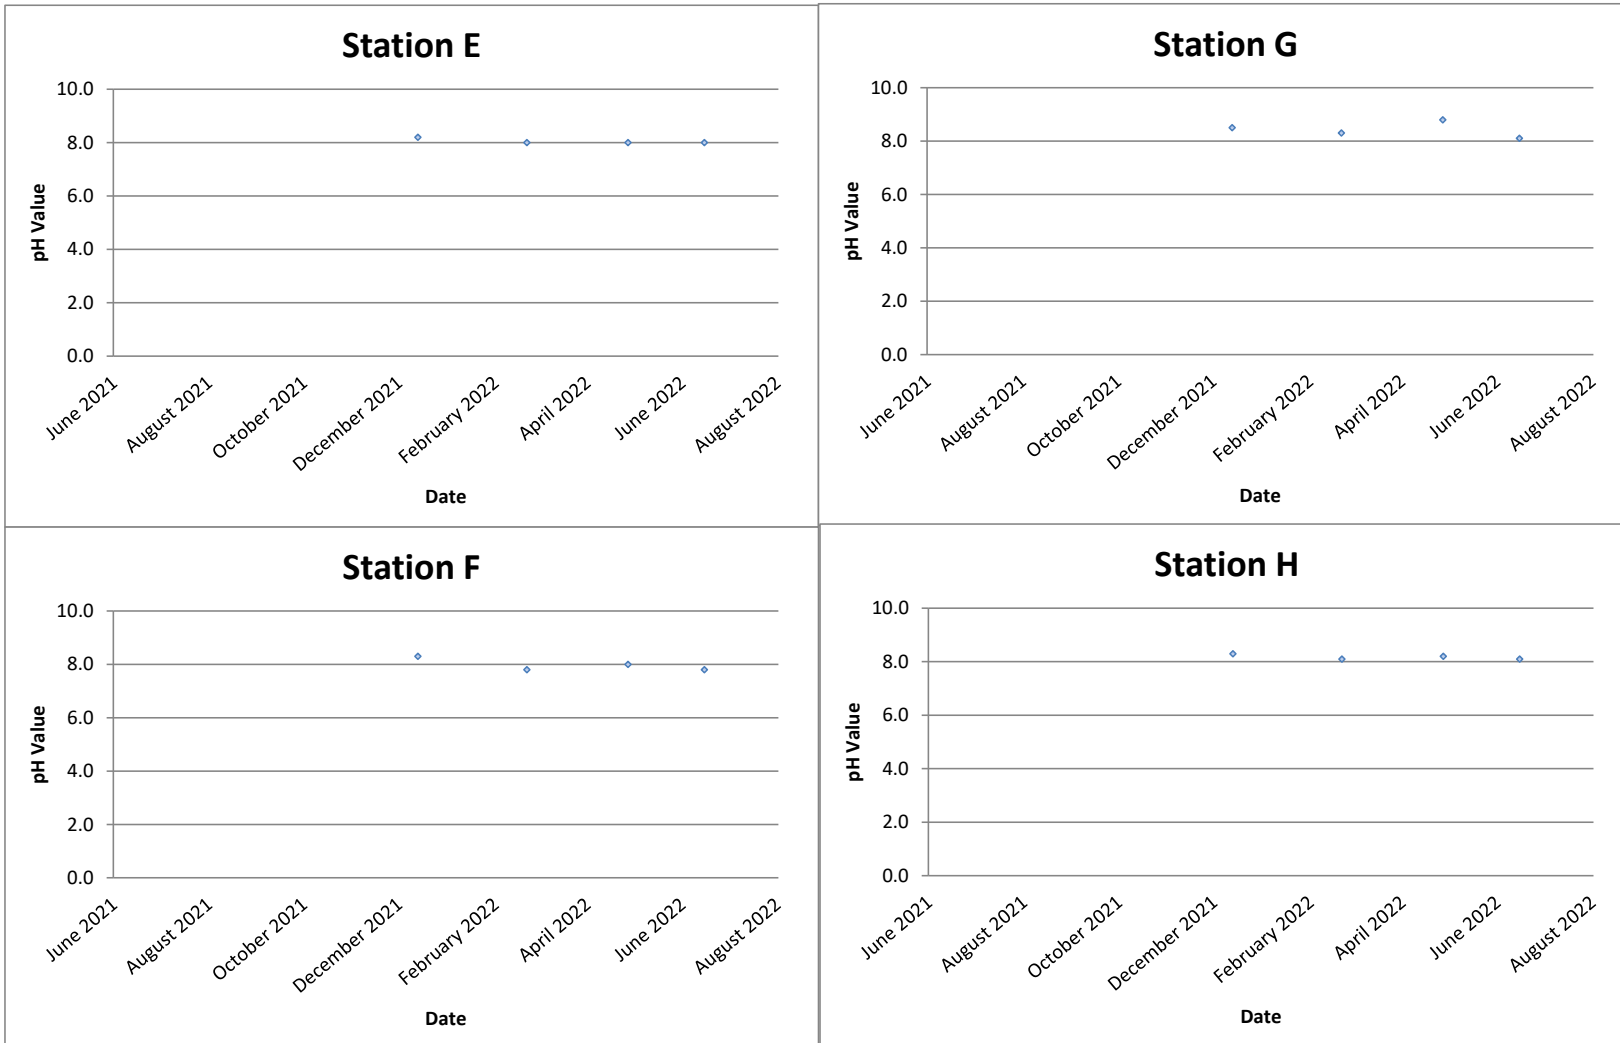 Station E
10.0
8.0
6.0
4.0
2.0
0.0
pH Value
June 2021
August 2021
October 2021
December 2021
February 2022
April 2022
June 2022
August 2022
Date
Station G
10.0
8.0
6.0
4.0
2.0
0.0
pH Value
June 2021
August 2021
October 2021
December 2021
February 2022
April 2022
June 2022
August 2022
Date
Station F
10.0
8.0
6.0
4.0
2.0
0.0
pH Value
June 2021
August 2021
October 2021
December 2021
February 2022
April 2022
June 2022
August 2022
Date
Station H
10.0
8.0
6.0
4.0
2.0
0.0
pH Value
June 2021
August 2021
October 2021
December 2021
February 2022
April 2022
June 2022
August 2022
Date